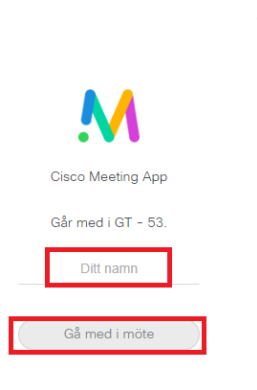 Cisco Meeting App
Går med i GT - 53.
Ditt namn
Gå med i möte